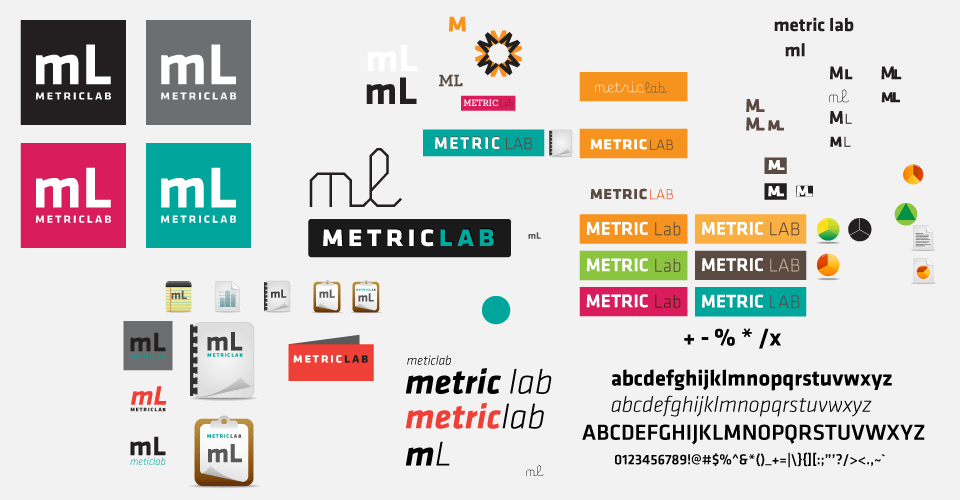 mL
METRICLAB
mL
METRICLAB
mL
METRICLAB
mL
METRICLAB
mL
mL
M
ML
METRIC lab
METRIC LAB
ml
METRICLAB
mL
metriclab
METRICLAB
METRICLAB
METRIC Lab
METRIC LAB
METRIC Lab
METRIC LAB
METRIC Lab
METRIC LAB
metric lab
ml
ML
ML
ml
ML
ML
ML
ML
ML ML
ML
ML
ML
ML
mL
mL
mL
METRICLAB
mL
mL
METRICLAB
mL
METRICLAB
mL
METRICLAB
mL
metriclab
METRICLAB
mL
METRICLAB
meticlab
metric lab
metriclab
mL
mL
+ - % * /x
abcdefghijklmnopqrstuvwxyz
abcdefghijklmnopqrstuvwxyz
ABCDEFGHIJKLMNOPQRSTUVWXYZ
0123456789!@#$%^&*()_+=|\}{][:;”’?/><.,~`